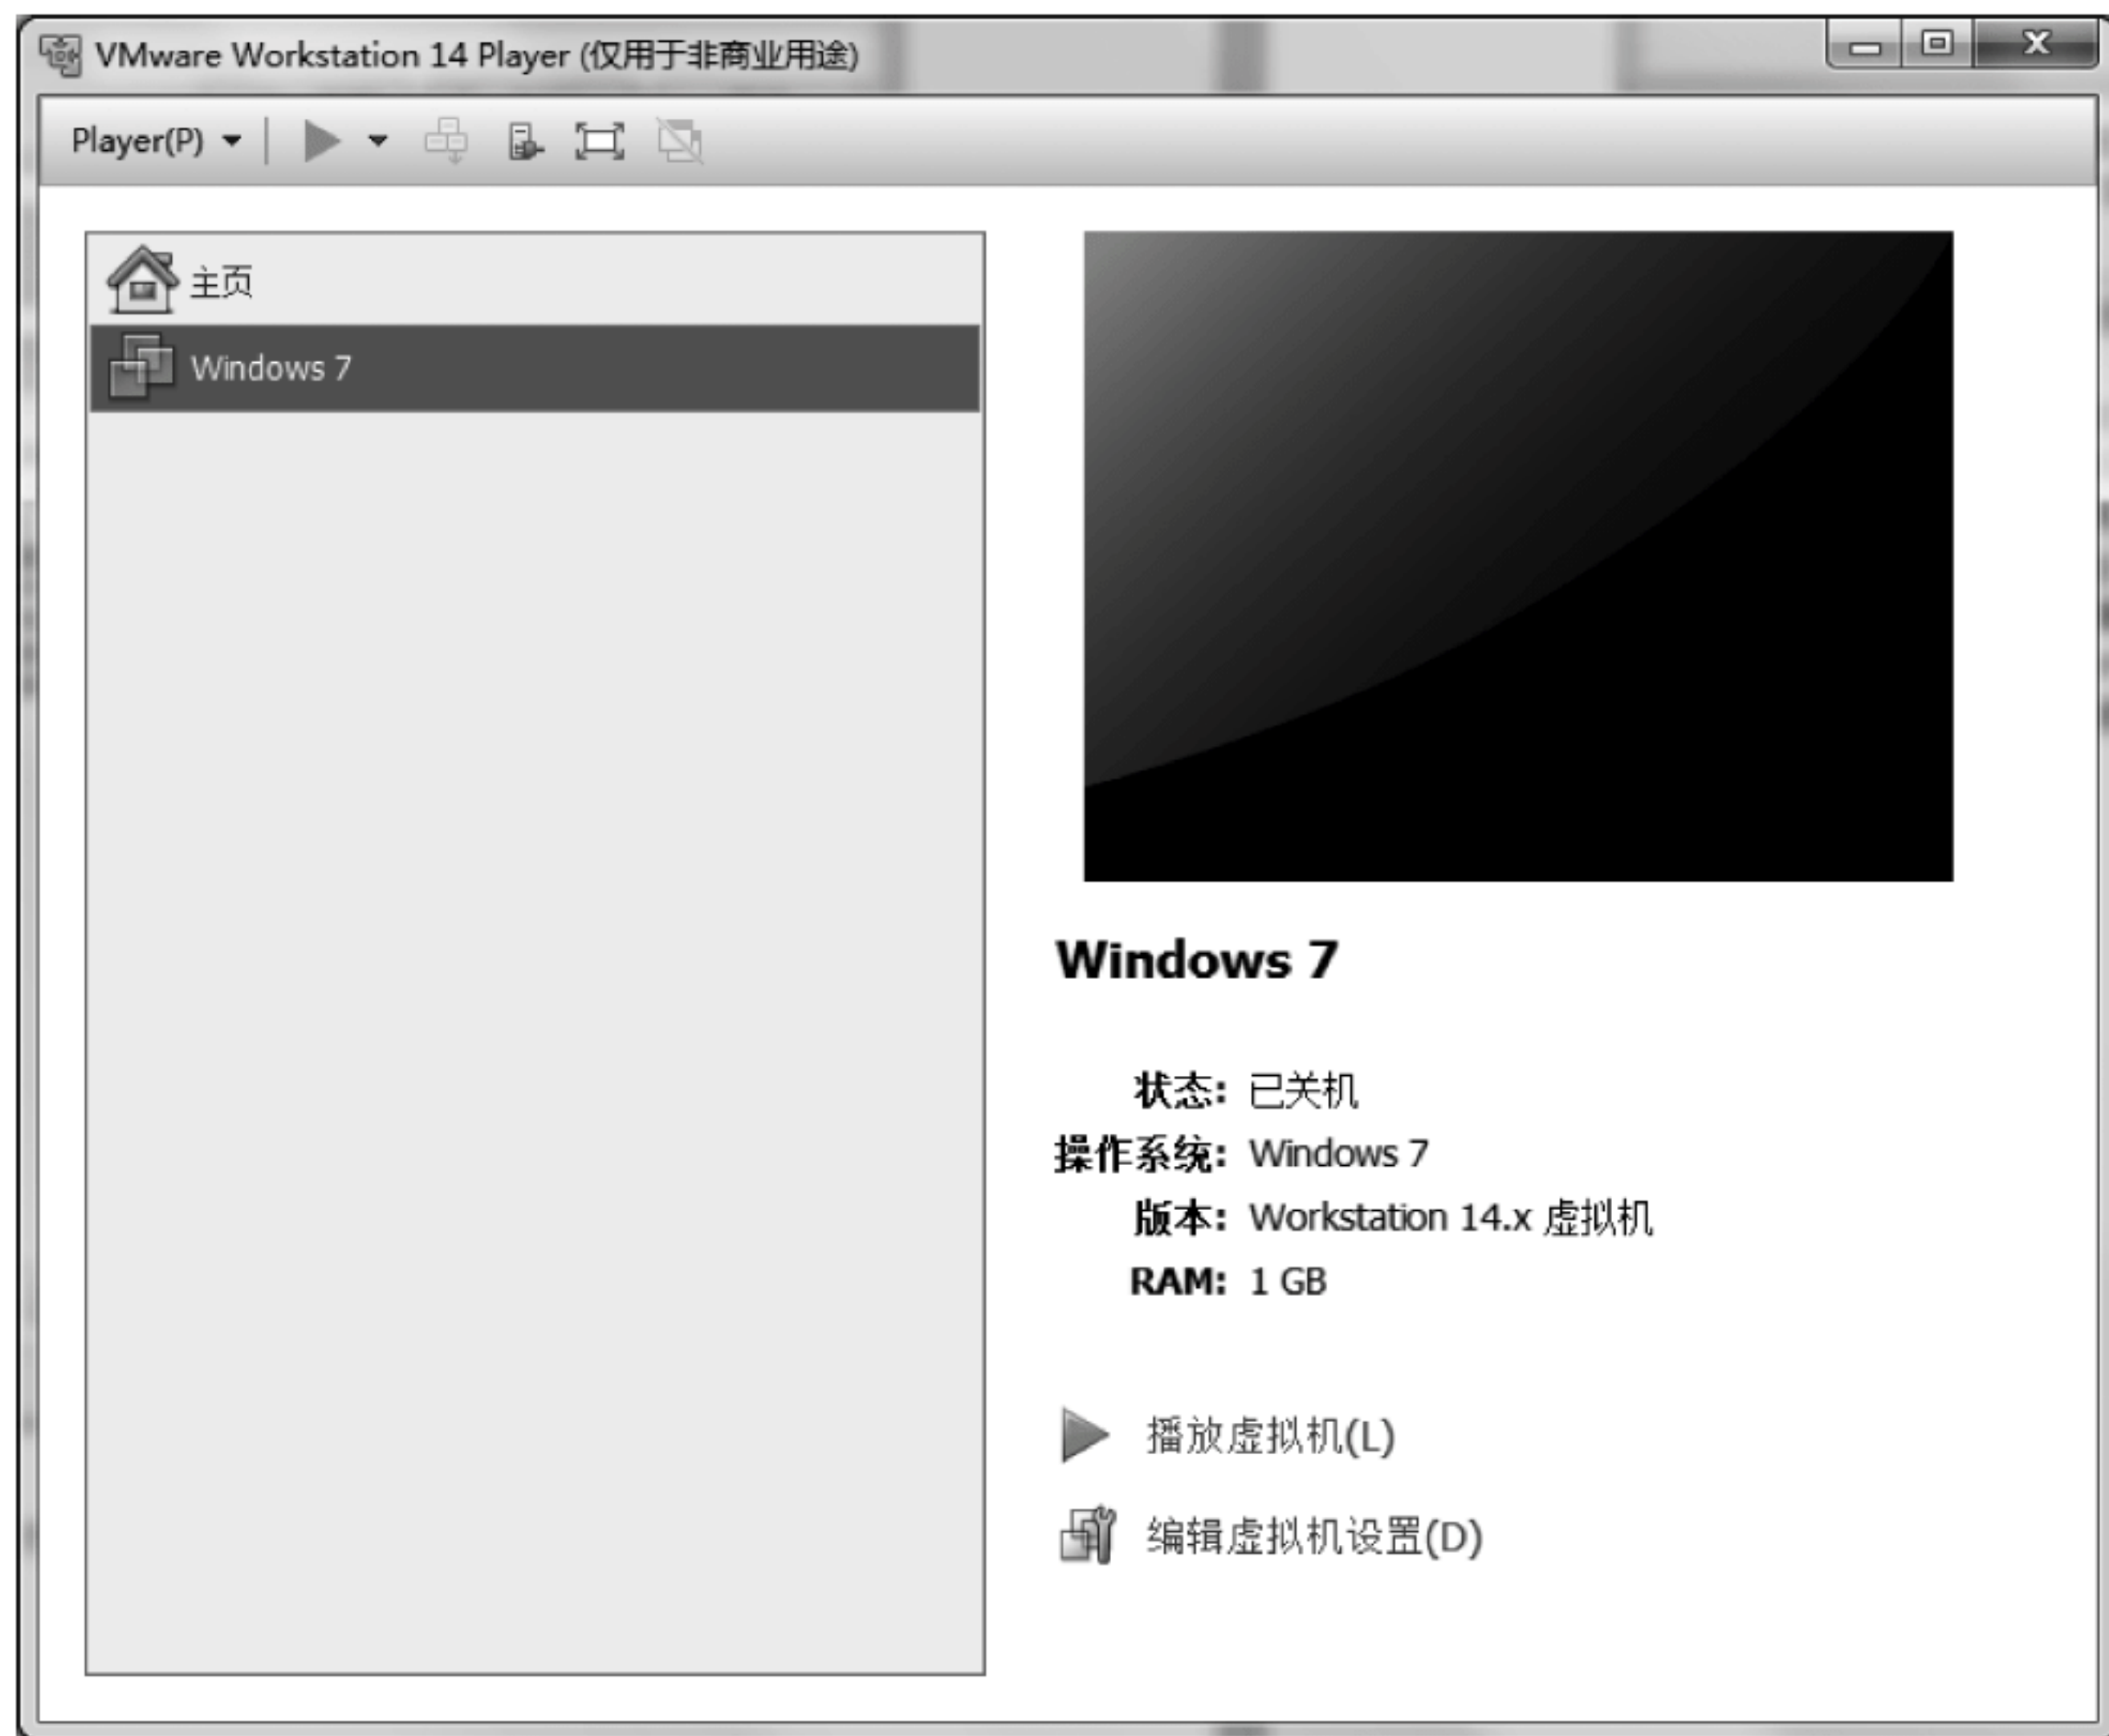 VMware Workstation 14 Player (仅用于非商业用途)
Player(P)
主页
Windows 7
Windows 7
状态: 已关机
操作系统: Windows 7
版本: Workstation 14.x 虚拟机
RAM: 1 GB
播放虚拟机(L)
编辑虚拟机设置(D)